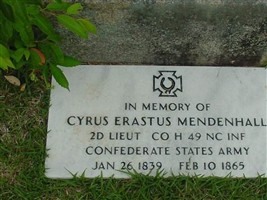 IN MEMORY OF
CYRUS ERASTUS MENDENHALL
2D LIEUT CO H 49 NC INF
CONFEDERATE STATES ARMY
JAN 26 1839 FEB 10 1865